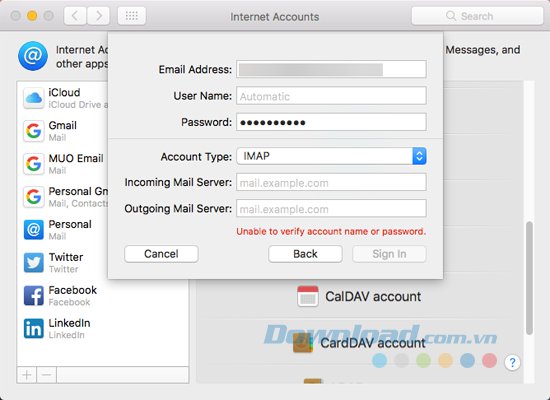 Internet Accounts
Search
Internet Ac
Messages, and
other apps
Email Address:
User Name: Automatic
Password: ●●●●●●●●●●
Account Type: IMAP
Incoming Mail Server: mail.example.com
Outgoing Mail Server: mail.example.com
Unable to verify account name or password.
Cancel
Back
Sign In
iCloud
iCloud Drive a
Gmail
Mail
MUO Email
Mail
Personal Gm
Mail, Contacts
Personal
Mail
Twitter
Twitter
Facebook
Facebook
LinkedIn
LinkedIn
CalDAV account
CardDAV account
Download.com.vn
+ −
?